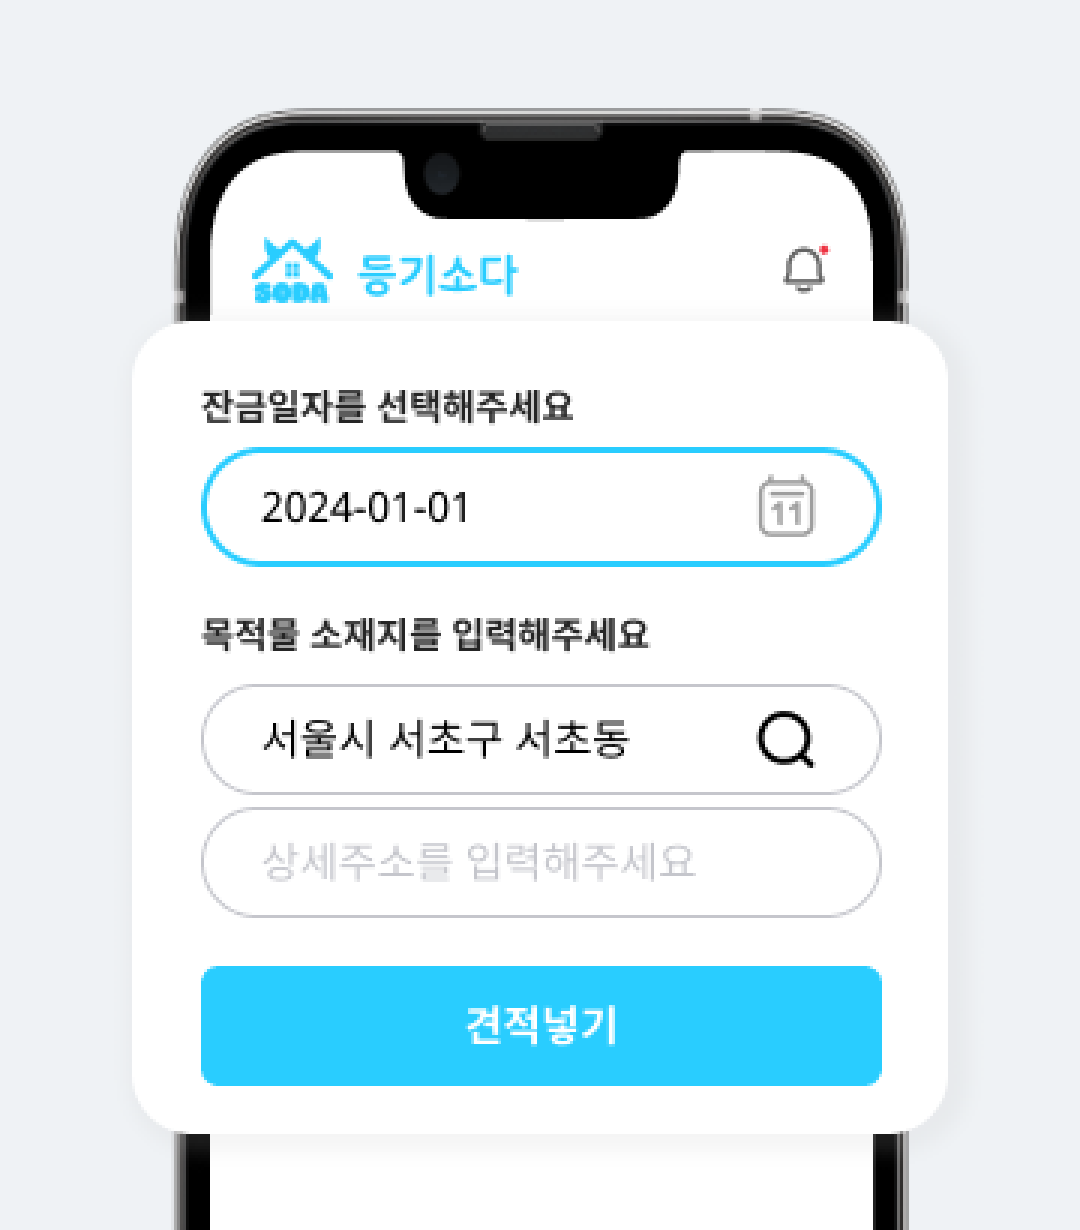 SODA 등기소다
잔금일자를 선택해주세요
2024-01-01
11
목적물 소재지를 입력해주세요
서울시 서초구 서초동
상세주소를 입력해주세요
견적넣기